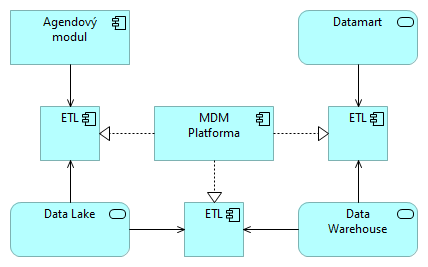 Agendový
modul
Datamart
ETL
MDM
Platforma
ETL
Data Lake
ETL
Data
Warehouse